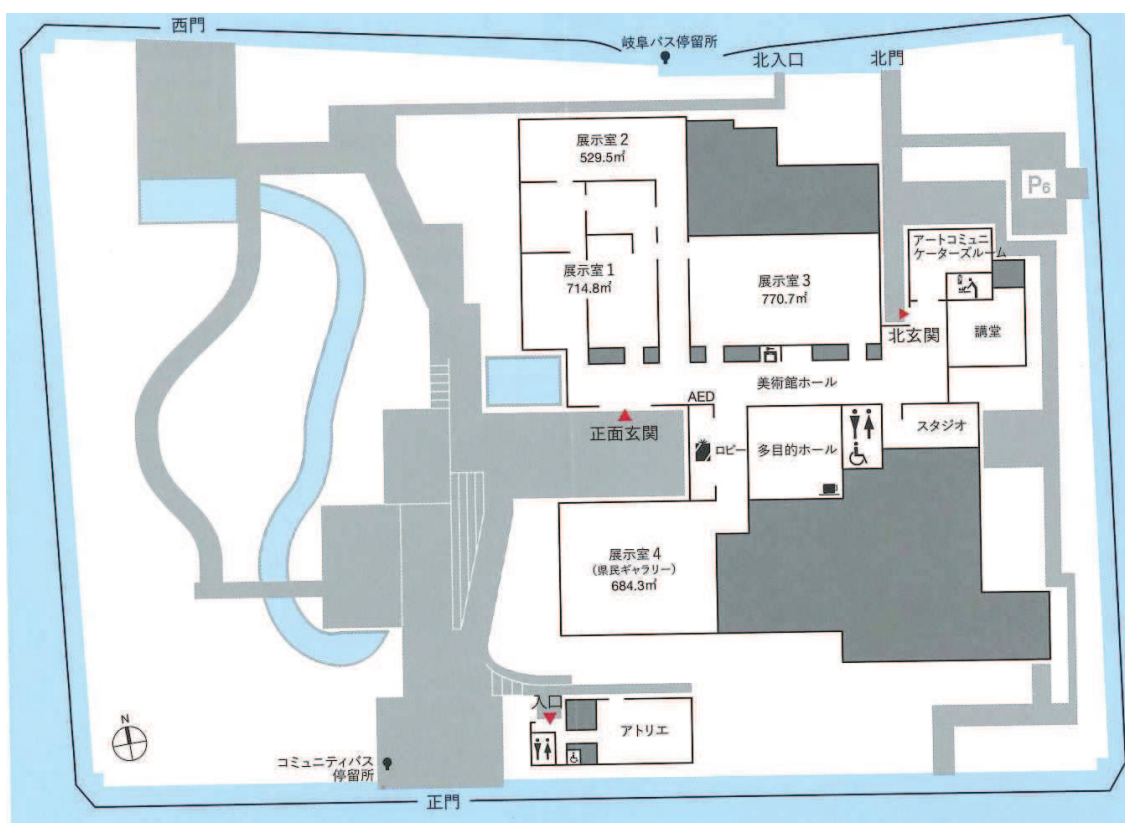 西門
岐阜バス停留所
北入口
北門
展示室2
529.5㎡
P6
アートコミュニ
ケーターズルーム
展示室1
714.8㎡
展示室3
770.7㎡
北玄関
講堂
美術館ホール
AED
正面玄関
スタジオ
ロビー
多目的ホール
展示室4
(県民ギャラリー)
684.3㎡
入口
アトリエ
N
コミュニティバス
停留所
正門